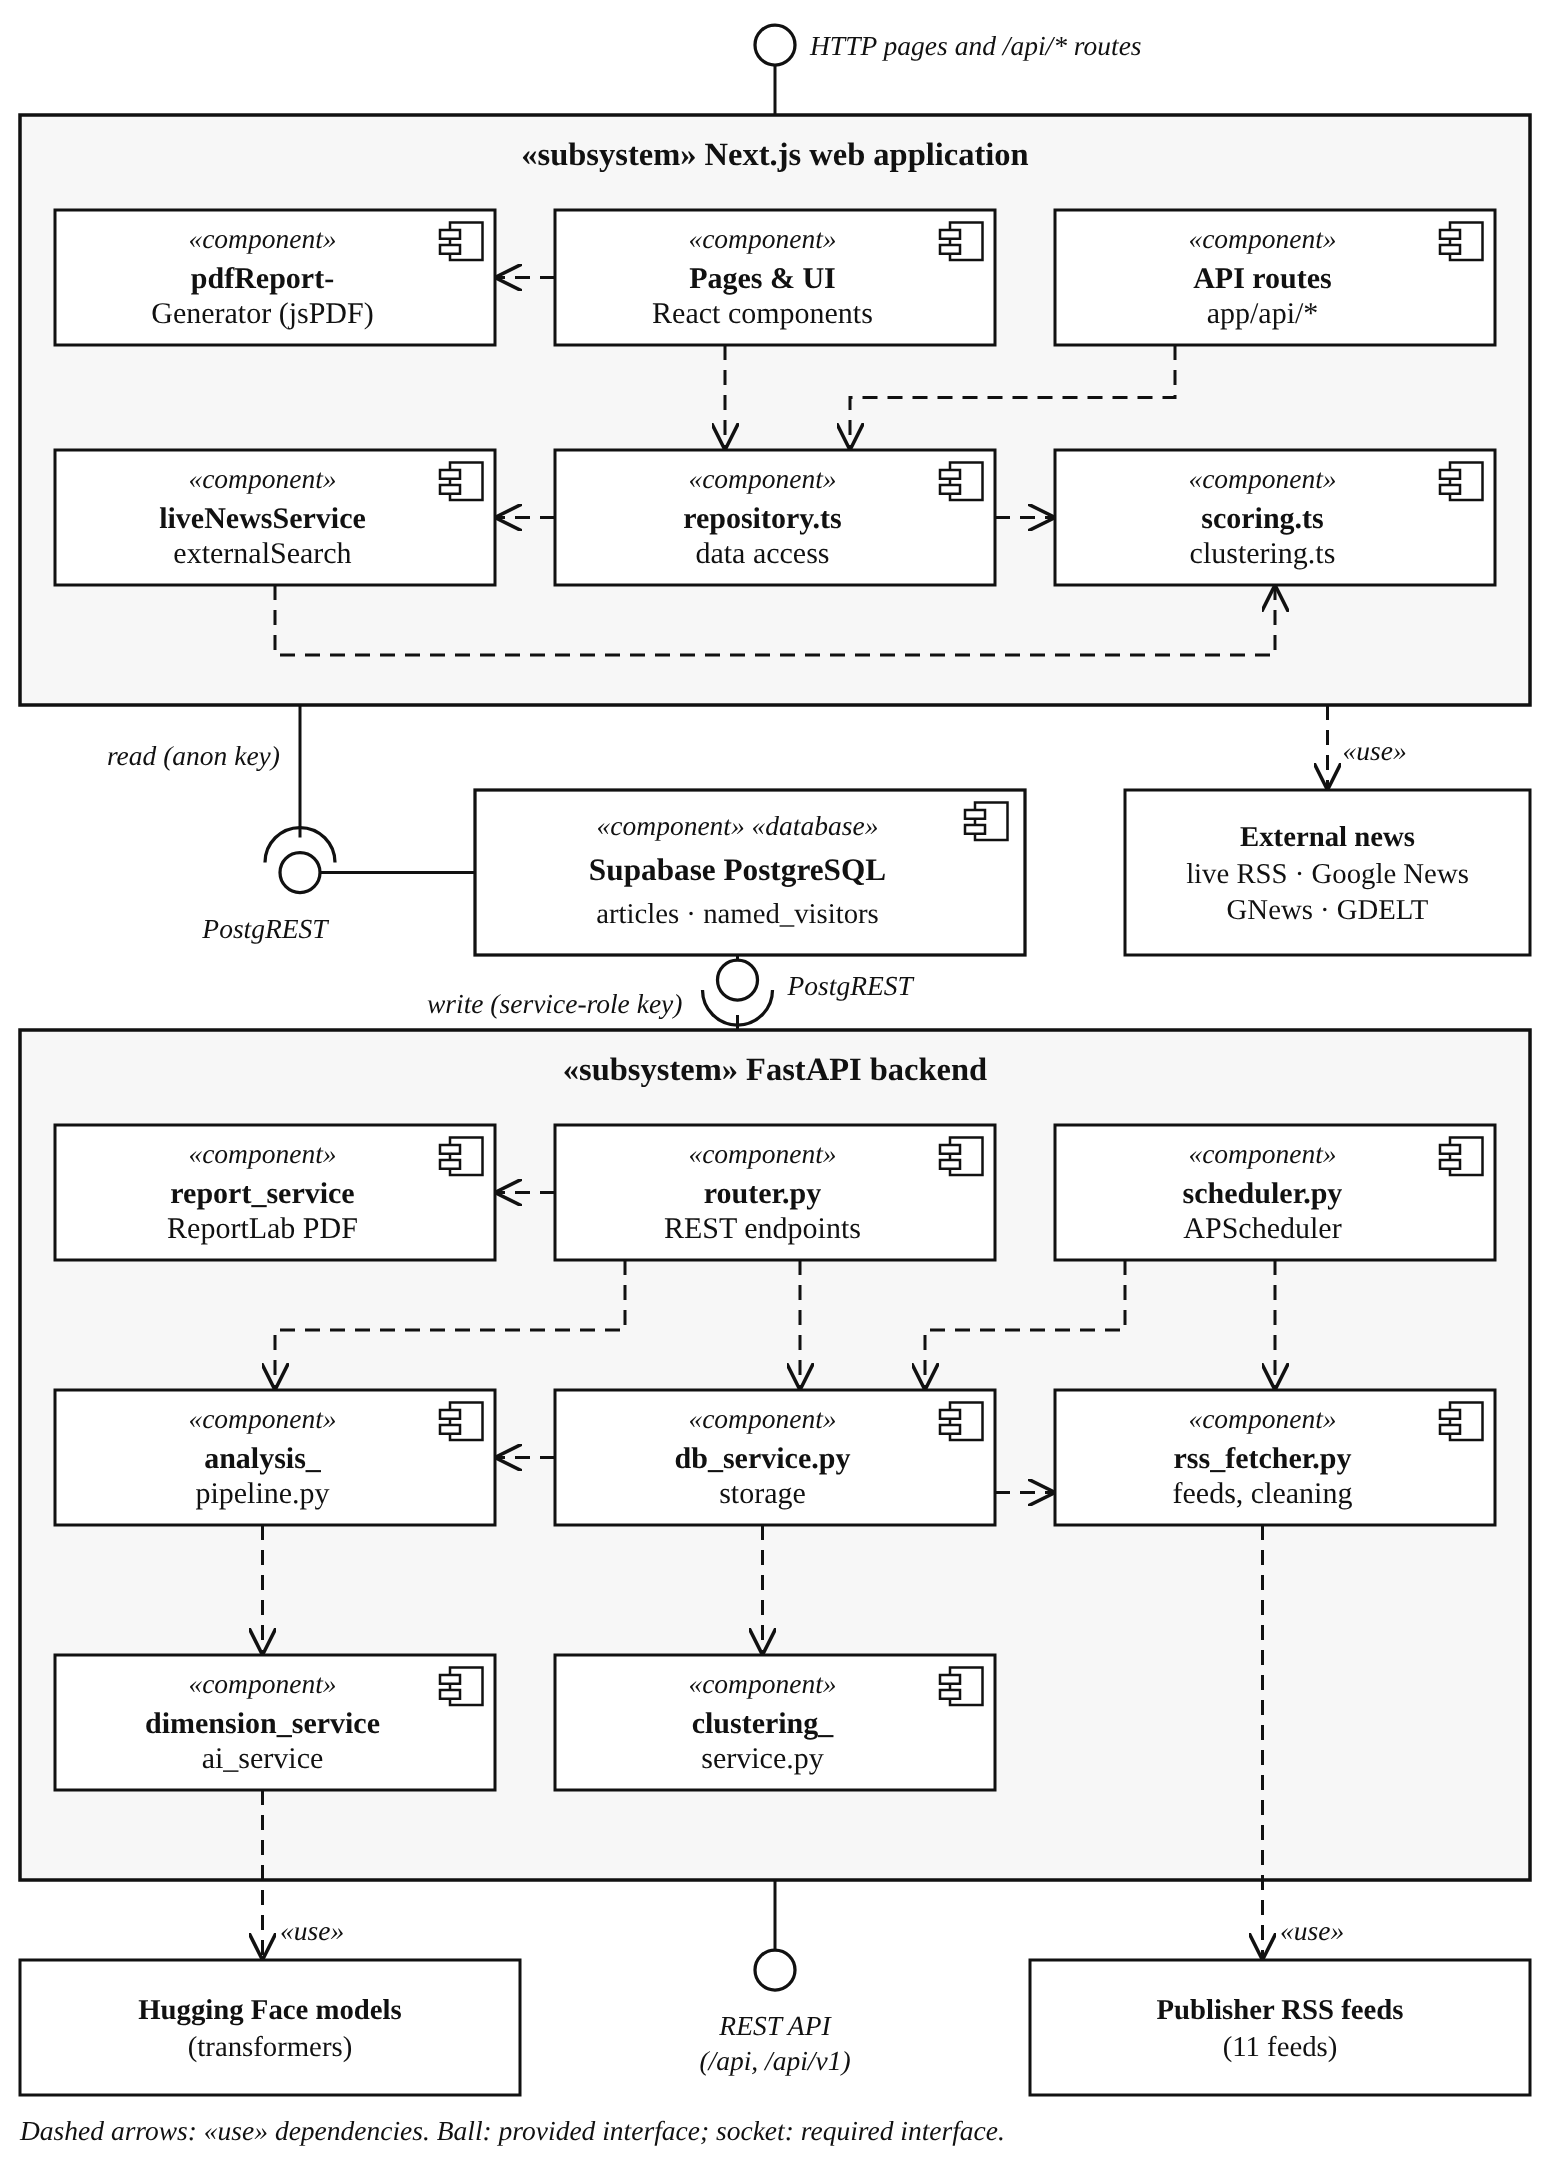 HTTP pages and /api/* routes
«subsystem» Next.js web application
«component»
pdfReport-
Generator (jsPDF)
«component»
Pages & UI
React components
«component»
API routes
app/api/*
«component»
liveNewsService
externalSearch
«component»
repository.ts
data access
«component»
scoring.ts
clustering.ts
read (anon key)
«use»
PostgREST
«component» «database»
Supabase PostgreSQL
articles · named_visitors
External news
live RSS · Google News
GNews · GDELT
PostgREST
write (service-role key)
«subsystem» FastAPI backend
«component»
report_service
ReportLab PDF
«component»
router.py
REST endpoints
«component»
scheduler.py
APScheduler
«component»
analysis_
pipeline.py
«component»
db_service.py
storage
«component»
rss_fetcher.py
feeds, cleaning
«component»
dimension_service
ai_service
«component»
clustering_
service.py
«use»
«use»
Hugging Face models
(transformers)
REST API
(/api, /api/v1)
Publisher RSS feeds
(11 feeds)
Dashed arrows: «use» dependencies. Ball: provided interface; socket: required interface.